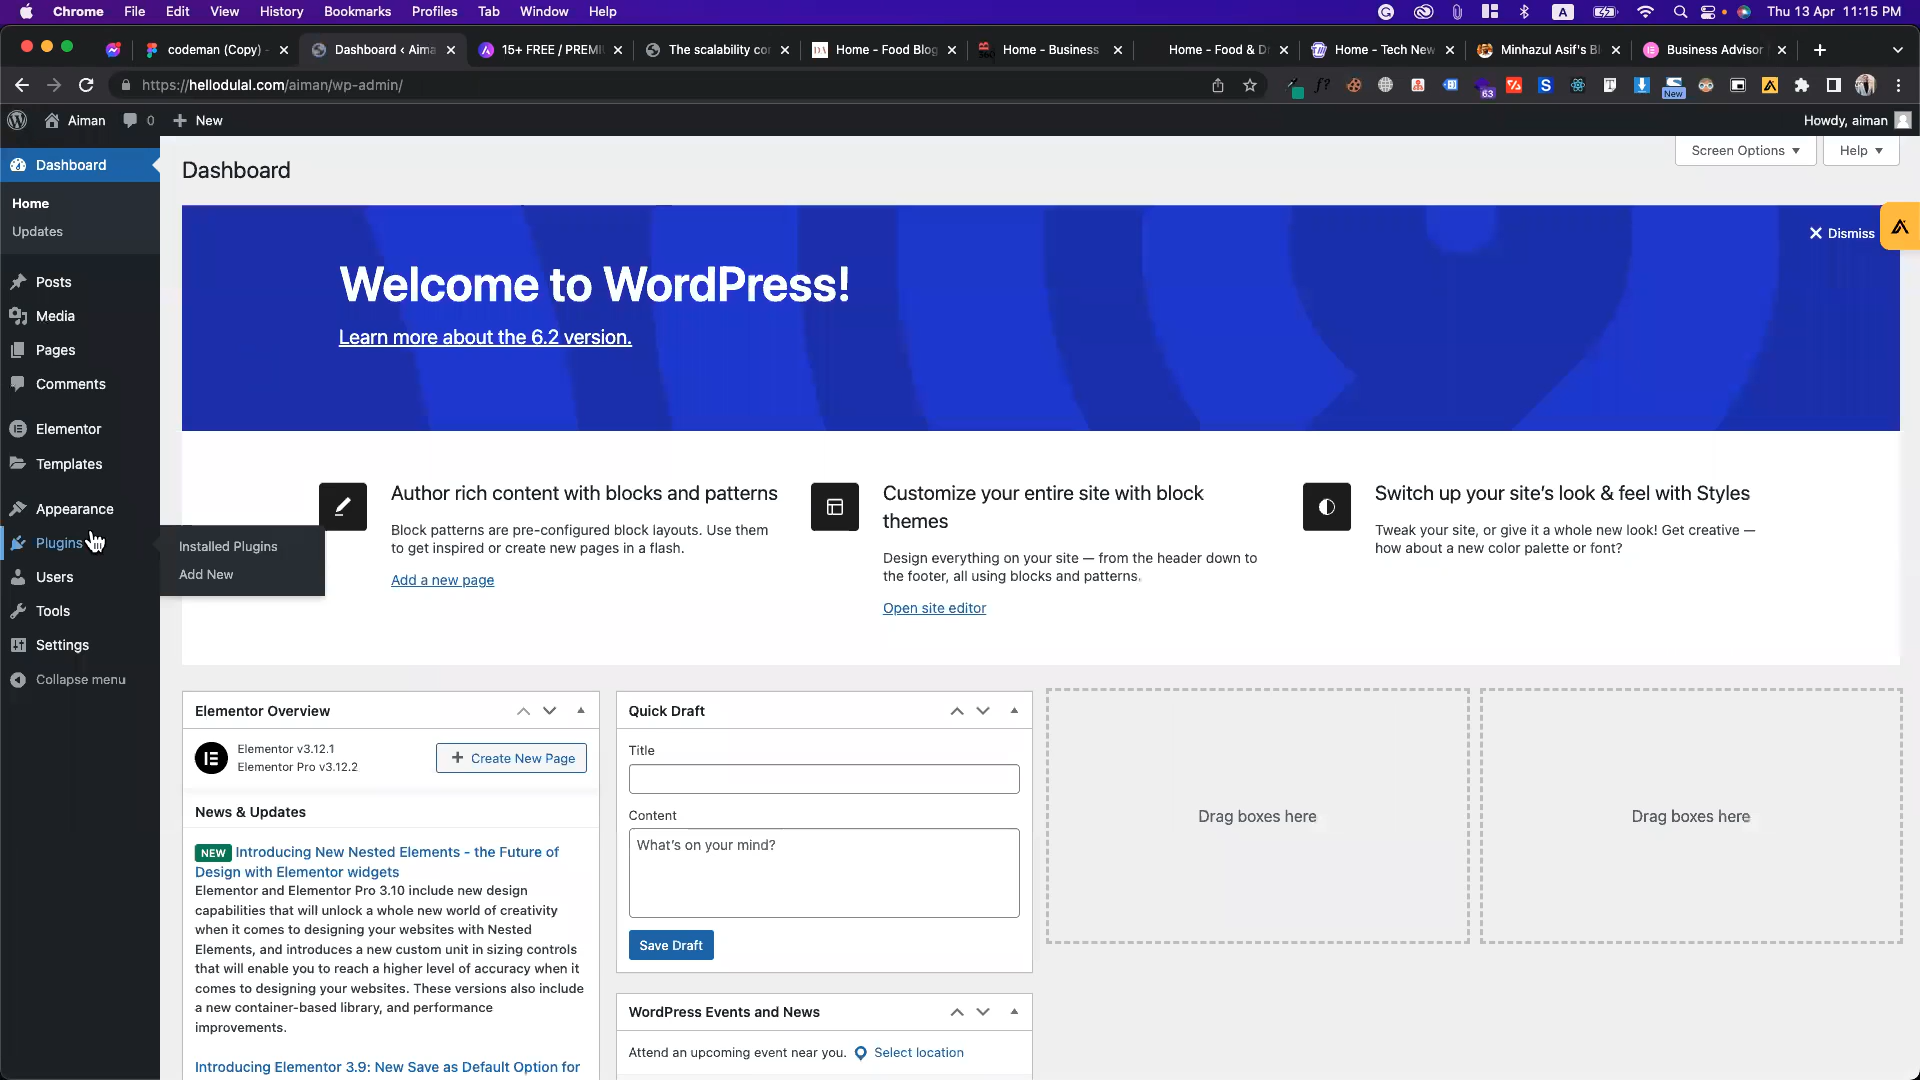 Chrome File Edit View History Bookmarks Profiles Tab Window Help
A
Thu 13 Apr 11:15 PM
codeman (Copy) -
Dashboard ‹ Aima
15+ FREE / PREMI
The scalability co
Home - Food Blog
Home - Business
Home - Food & D
Home - Tech New
Minhazul Asif's Bl
Business Advisor
https://hellodulal.com/aiman/wp-admin/
63
New
Aiman
0
New
Howdy, aiman
Screen Options
Help
Dashboard
Home
Updates
Posts
Media
Pages
Comments
Elementor
Templates
Appearance
Plugins
Installed Plugins
Add New
Users
Tools
Settings
Collapse menu
Dashboard
Dismiss
Welcome to WordPress!
Learn more about the 6.2 version.
Author rich content with blocks and patterns
Block patterns are pre-configured block layouts. Use them
to get inspired or create new pages in a flash.
Add a new page
Customize your entire site with block
themes
Design everything on your site — from the header down to
the footer, all using blocks and patterns.
Open site editor
Switch up your site's look & feel with Styles
Tweak your site, or give it a whole new look! Get creative —
how about a new color palette or font?
Elementor Overview
Elementor v3.12.1
Elementor Pro v3.12.2
Create New Page
News & Updates
NEW Introducing New Nested Elements - the Future of
Design with Elementor widgets
Elementor and Elementor Pro 3.10 include new design
capabilities that will unlock a whole new world of creativity
when it comes to designing your websites with Nested
Elements, and introduces a new custom unit in sizing controls
that will enable you to reach a higher level of accuracy when it
comes to designing your websites. These versions also include
a new container-based library, and performance
improvements.
Introducing Elementor 3.9: New Save as Default Option for
Quick Draft
Title
Content
What's on your mind?
Save Draft
WordPress Events and News
Attend an upcoming event near you. Select location
Drag boxes here
Drag boxes here